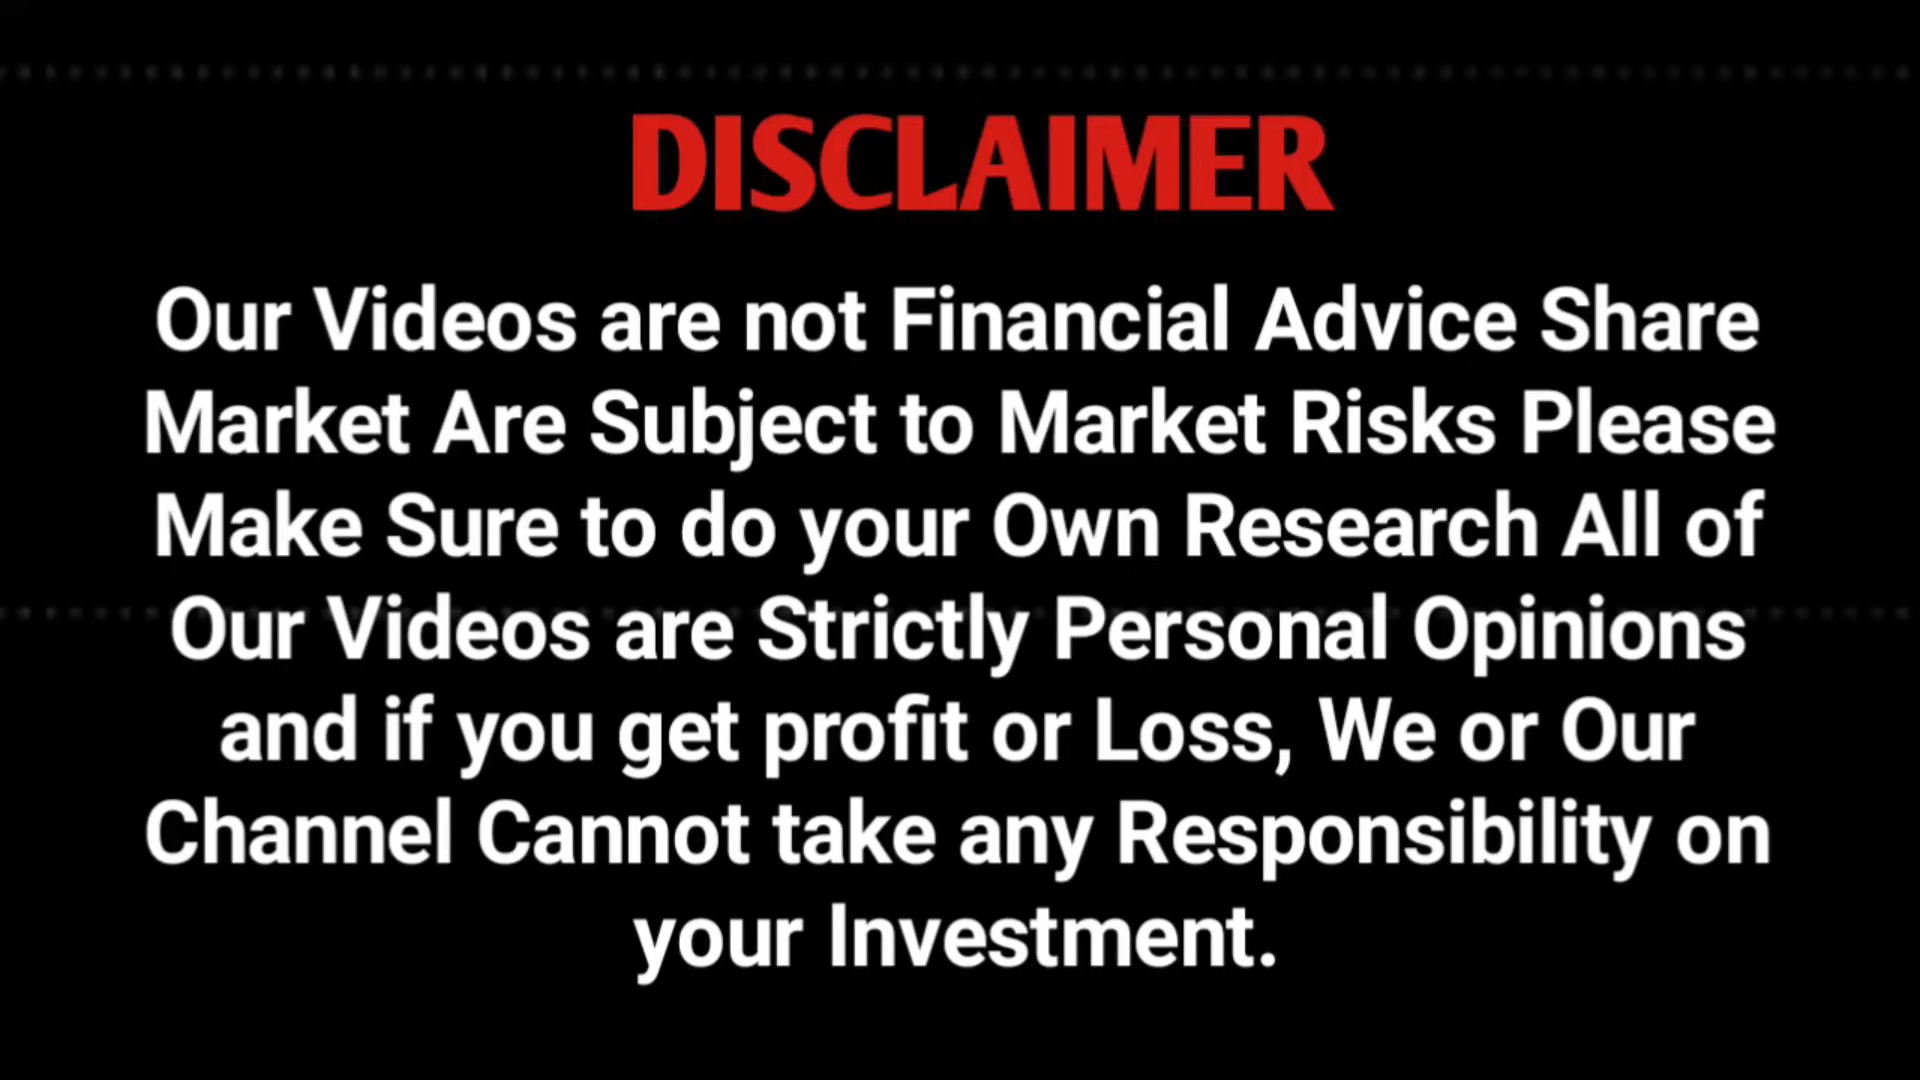 DISCLAIMER
Our Videos are not Financial Advice Share
Market Are Subject to Market Risks Please
Make Sure to do your Own Research All of
Our Videos are Strictly Personal Opinions
and if you get profit or Loss, We or Our
Channel Cannot take any Responsibility on
your Investment.